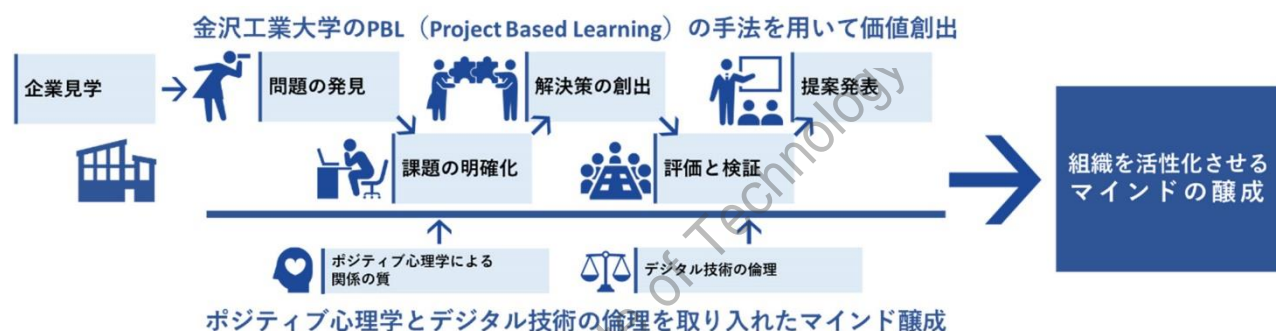 金沢工業大学のPBL（Project Based Learning）の手法を用いて価値創出
企業見学
問題の発見
課題の明確化
解決策の創出
評価と検証
提案発表
組織を活性化させる
マインドの醸成
ポジティブ心理学による
関係の質
デジタル技術の倫理
ポジティブ心理学とデジタル技術の倫理を取り入れたマインド醸成
of Technology